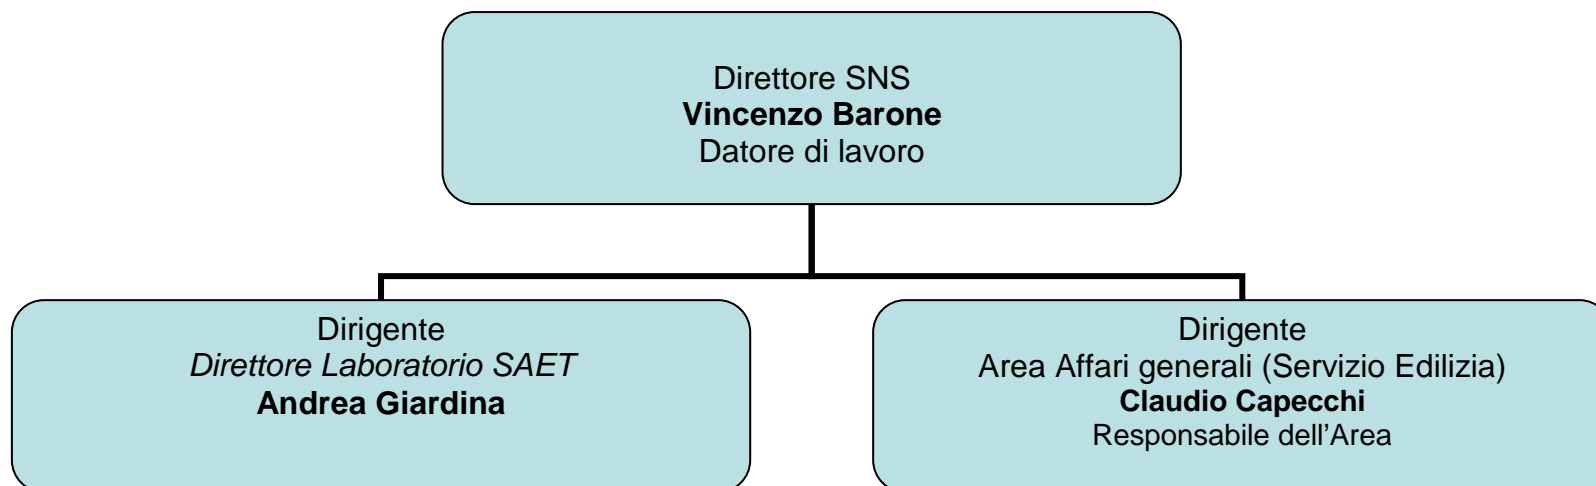 Direttore SNS
Vincenzo Barone
Datore di lavoro
Dirigente
Direttore Laboratorio SAET
Andrea Giardina
Dirigente
Area Affari generali (Servizio Edilizia)
Claudio Capecchi
Responsabile dell’Area